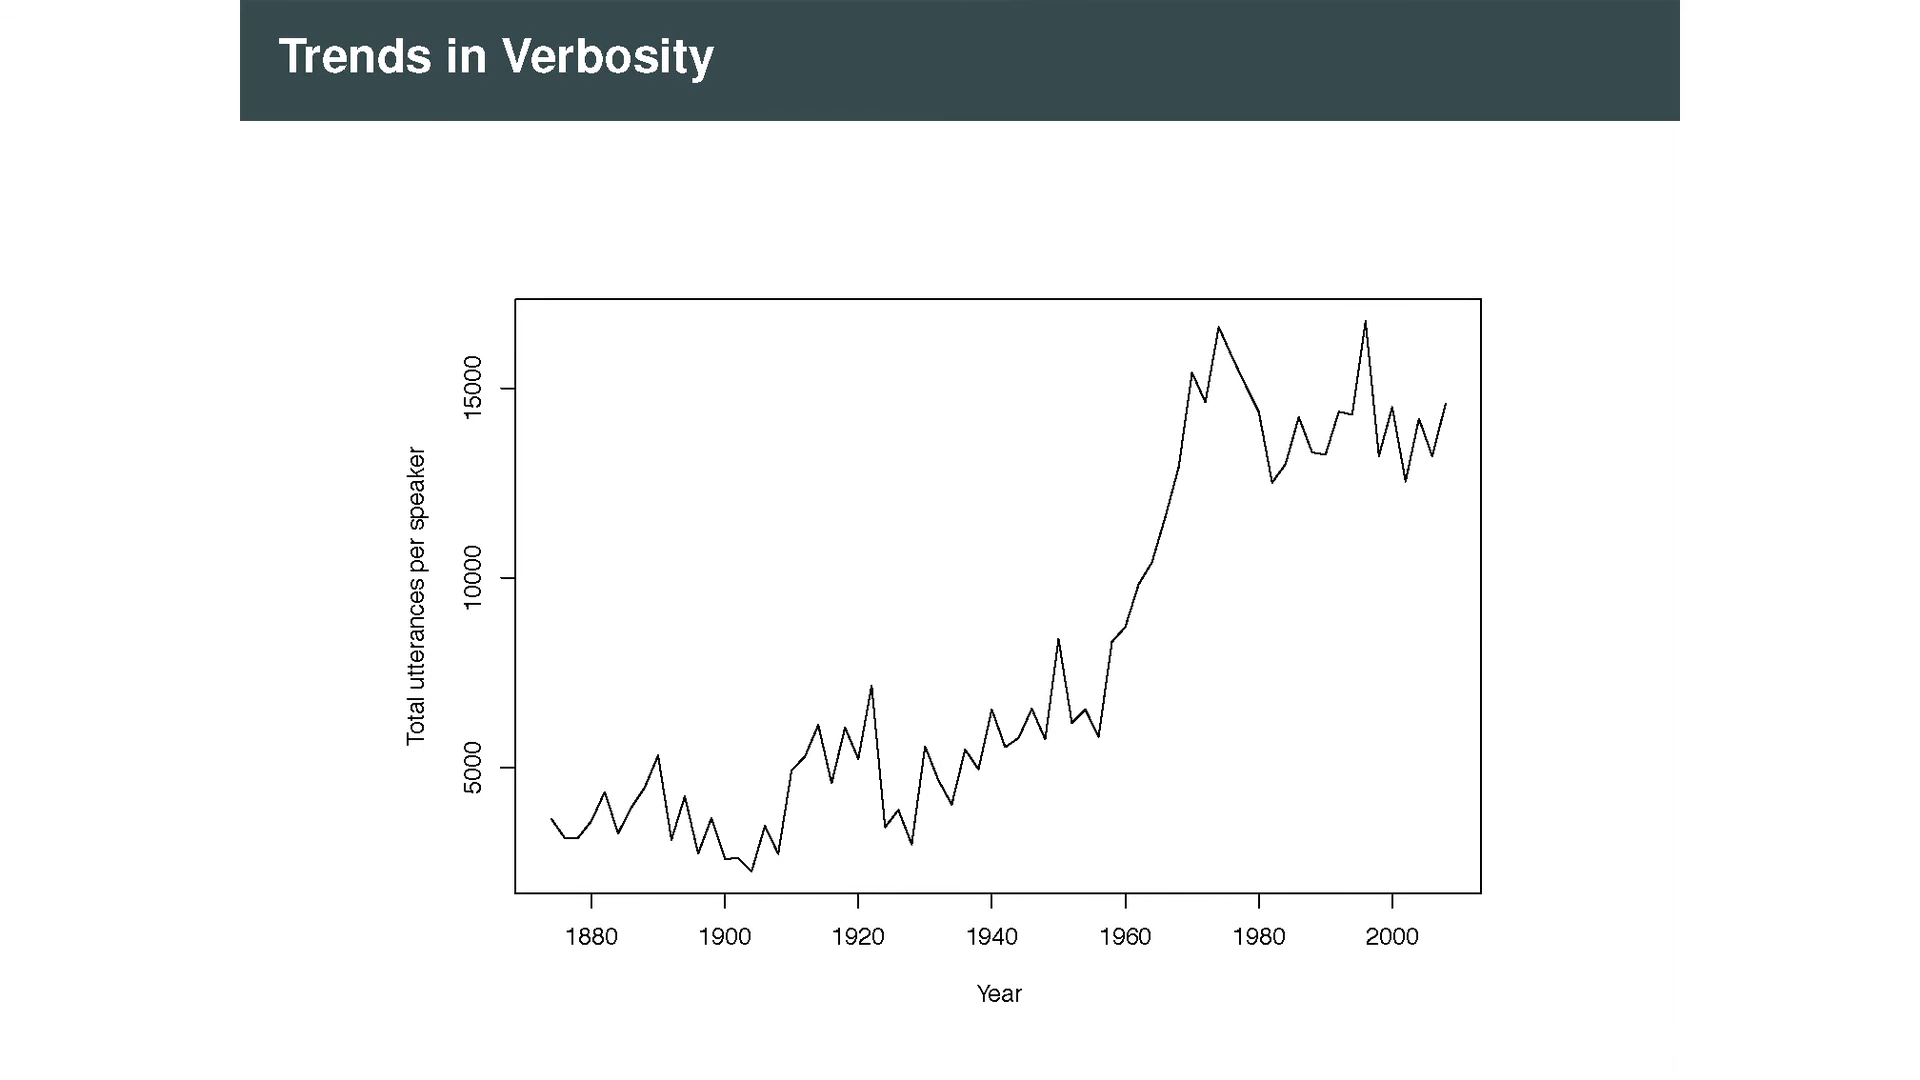 Trends in Verbosity
Total utterances per speaker
15000
10000
5000
1880 1900 1920 1940 1960 1980 2000
Year